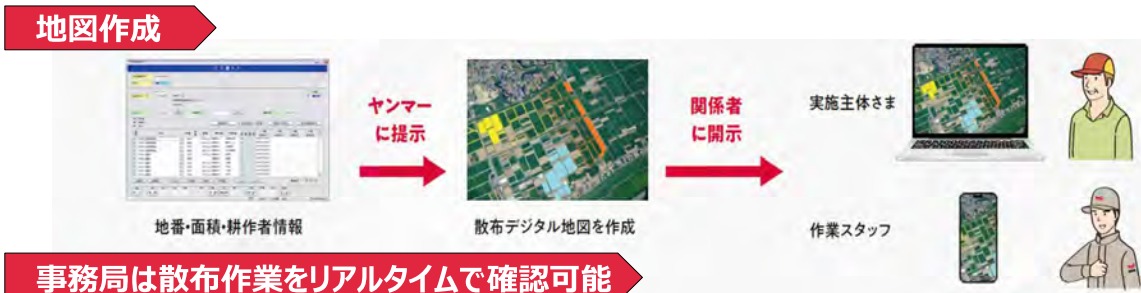 地図作成
ヤンマー
に提示
関係者
に開示
実施主体さま
地番・面積・耕作者情報
散布デジタル地図を作成
作業スタッフ
事務局は散布作業をリアルタイムで確認可能